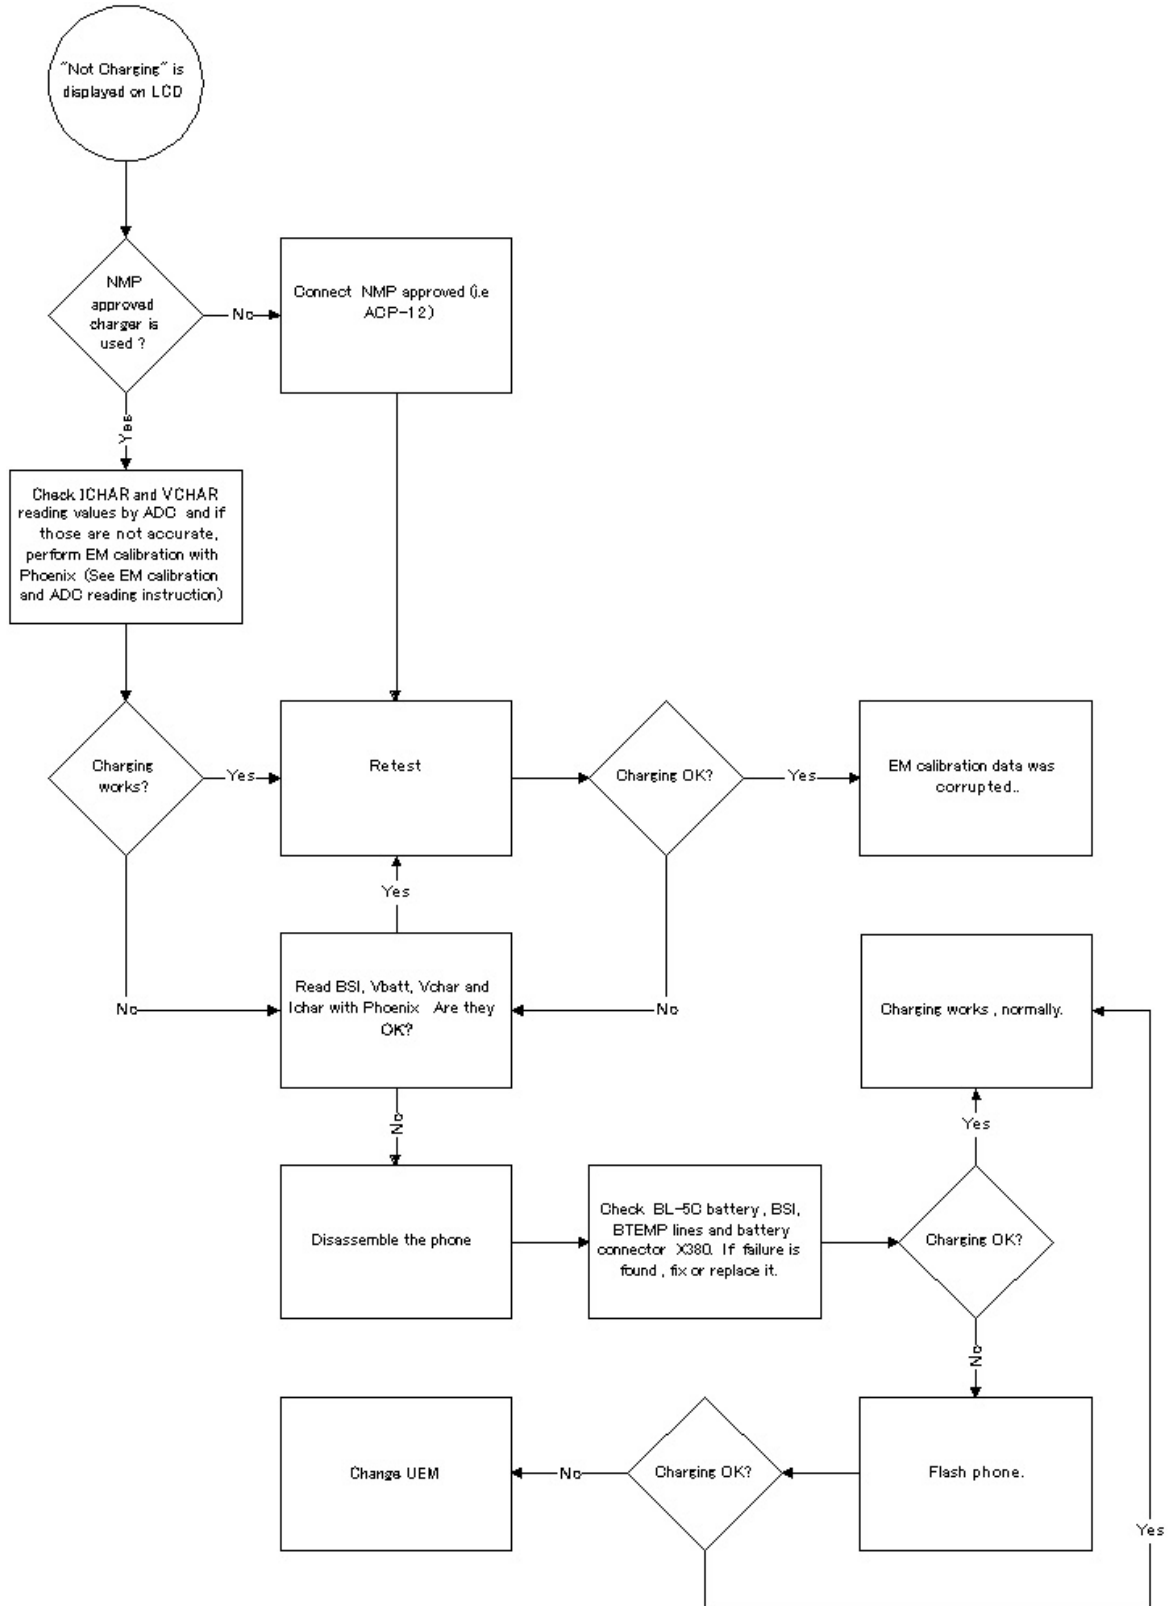 "Not Charging" is
displayed on LCD
NMP
approved
charger is
used ?
No
Connect NMP approved (i.e
ACP-12)
Yes
Check ICHAR and VCHAR
reading values by ADC and if
those are not accurate,
perform EM calibration with
Phoenix (See EM calibration
and ADC reading instruction)
Charging
works?
Yes
Retest
Charging OK?
Yes
EM calibration data was
corrupted..
Yes
No
Read BSI, Vbatt, Vchar and
Ichar with Phoenix Are they
OK?
No
Charging works , normally.
No
Yes
Disassemble the phone
Check BL-5C battery , BSI,
BTEMP lines and battery
connector X380. If failure is
found , fix or replace it.
Charging OK?
No
Change UEM
No
Charging OK?
Flash phone.
Yes